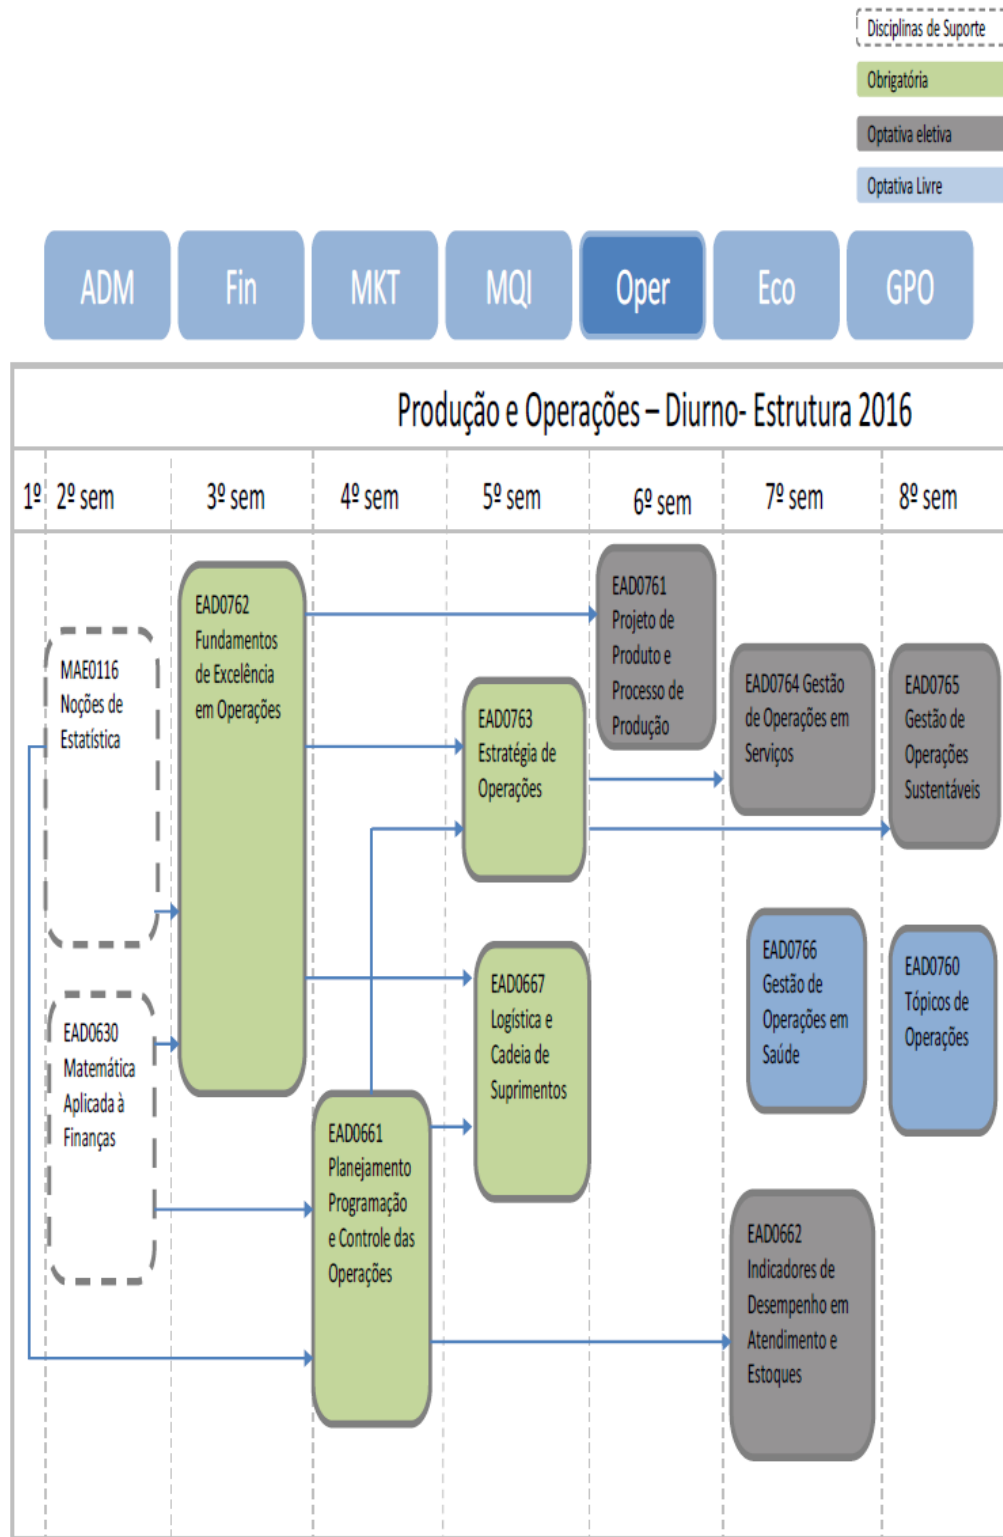 Disciplinas de Suporte
Obrigatória
Optativa eletiva
Optativa Livre
ADM
Fin
MKT
MQI
Oper
Eco
GPO
Produção e Operações – Diurno- Estrutura 2016
1º
2º sem
3º sem
4º sem
5º sem
6º sem
7º sem
8º sem
MAE0116
Noções de
Estatística
EAD0630
Matemática
Aplicada à
Finanças
EAD0762
Fundamentos
de Excelência
em Operações
EAD0661
Planejamento
Programação
e Controle das
Operações
EAD0763
Estratégia de
Operações
EAD0667
Logística e
Cadeia de
Suprimentos
EAD0761
Projeto de
Produto e
Processo de
Produção
EAD0764 Gestão
de Operações em
Serviços
EAD0766
Gestão de
Operações em
Saúde
EAD0662
Indicadores de
Desempenho em
Atendimento e
Estoques
EAD0765
Gestão de
Operações
Sustentáveis
EAD0760
Tópicos de
Operações